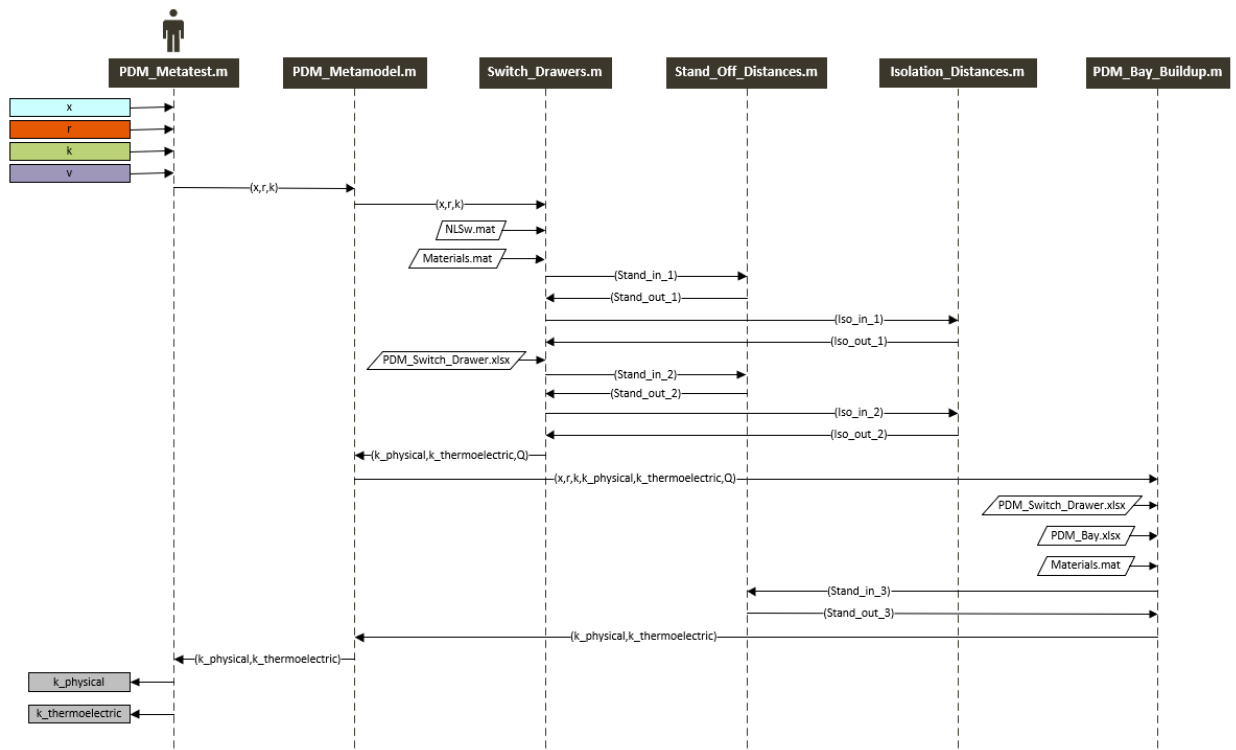 PDM_Metatest.m
PDM_Metamodel.m
Switch_Drawers.m
Stand_Off_Distances.m
Isolation_Distances.m
PDM_Bay_Buildup.m
x
r
k
v
(x,r,k)
(x,r,k)
NLSw.mat
Materials.mat
(Stand_in_1)
(Stand_out_1)
(Iso_in_1)
(Iso_out_1)
PDM_Switch_Drawer.xlsx
(Stand_in_2)
(Stand_out_2)
(Iso_in_2)
(Iso_out_2)
(k_physical,k_thermoelectric,Q)
(x,r,k,k_physical,k_thermoelectric,Q)
PDM_Switch_Drawer.xlsx
PDM_Bay.xlsx
Materials.mat
(Stand_in_3)
(Stand_out_3)
(k_physical,k_thermoelectric)
(k_physical,k_thermoelectric)
k_physical
k_thermoelectric